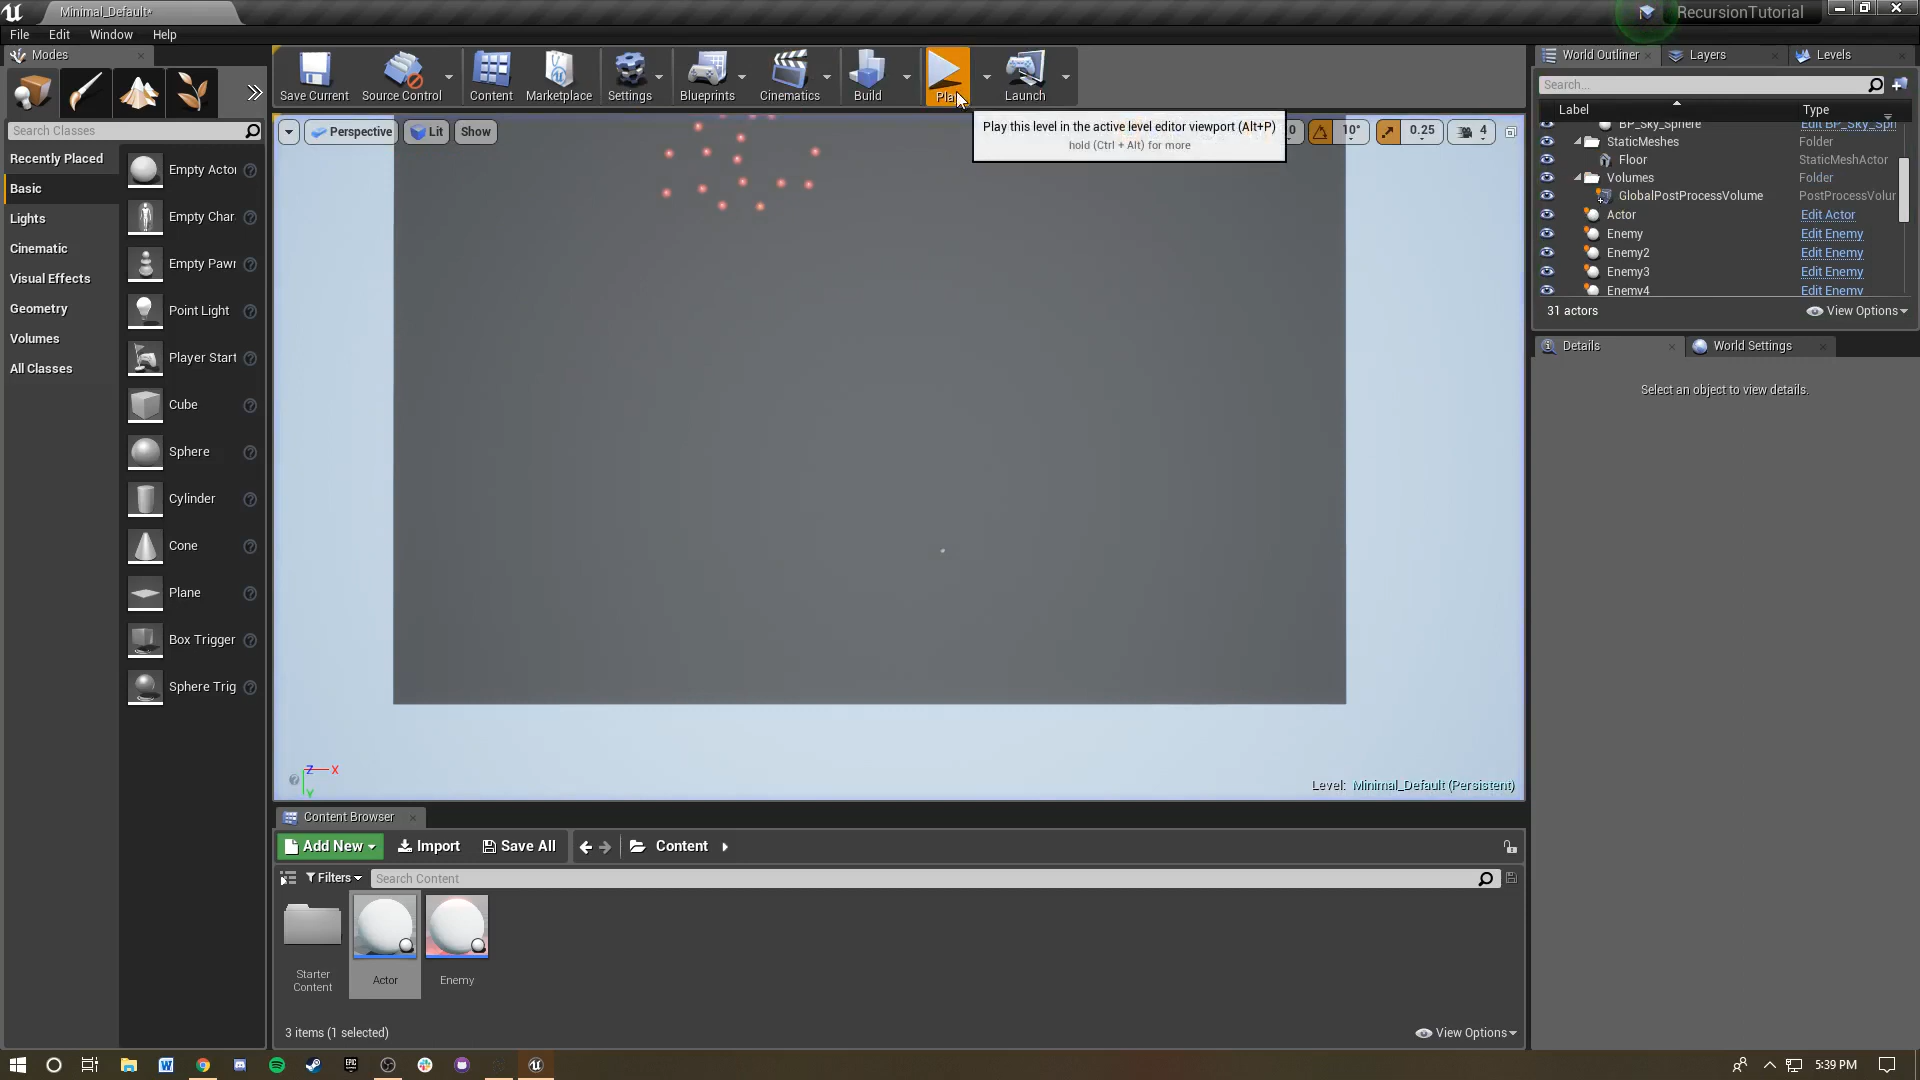 Minimal_Default*
RecursionTutorial
File Edit Window Help
Modes
Search Classes
Recently Placed
Basic
Lights
Cinematic
Visual Effects
Geometry
Volumes
All Classes
Empty Actor
Empty Char
Empty Pawn
Point Light
Player Start
Cube
Sphere
Cylinder
Cone
Plane
Box Trigger
Sphere Trig
Save Current
Source Control
Content
Marketplace
Settings
Blueprints
Cinematics
Build
Play
Launch
Play this level in the active level editor viewport (Alt+P)
hold (Ctrl + Alt) for more
Perspective
Lit
Show
0
10°
0.25
4
Z X
Y
Level: Minimal_Default (Persistent)
World Outliner
Layers
Levels
Search...
Label Type
BP_Sky_Sphere Edit BP_Sky_Sph
StaticMeshes Folder
Floor StaticMeshActor
Volumes Folder
GlobalPostProcessVolume PostProcessVolur
Actor Edit Actor
Enemy Edit Enemy
Enemy2 Edit Enemy
Enemy3 Edit Enemy
Enemy4 Edit Enemy
31 actors
View Options
Details
World Settings
Select an object to view details.
Content Browser
Add New Import Save All Content
Filters Search Content
Starter
Content
Actor
Enemy
3 items (1 selected)
View Options
5:39 PM